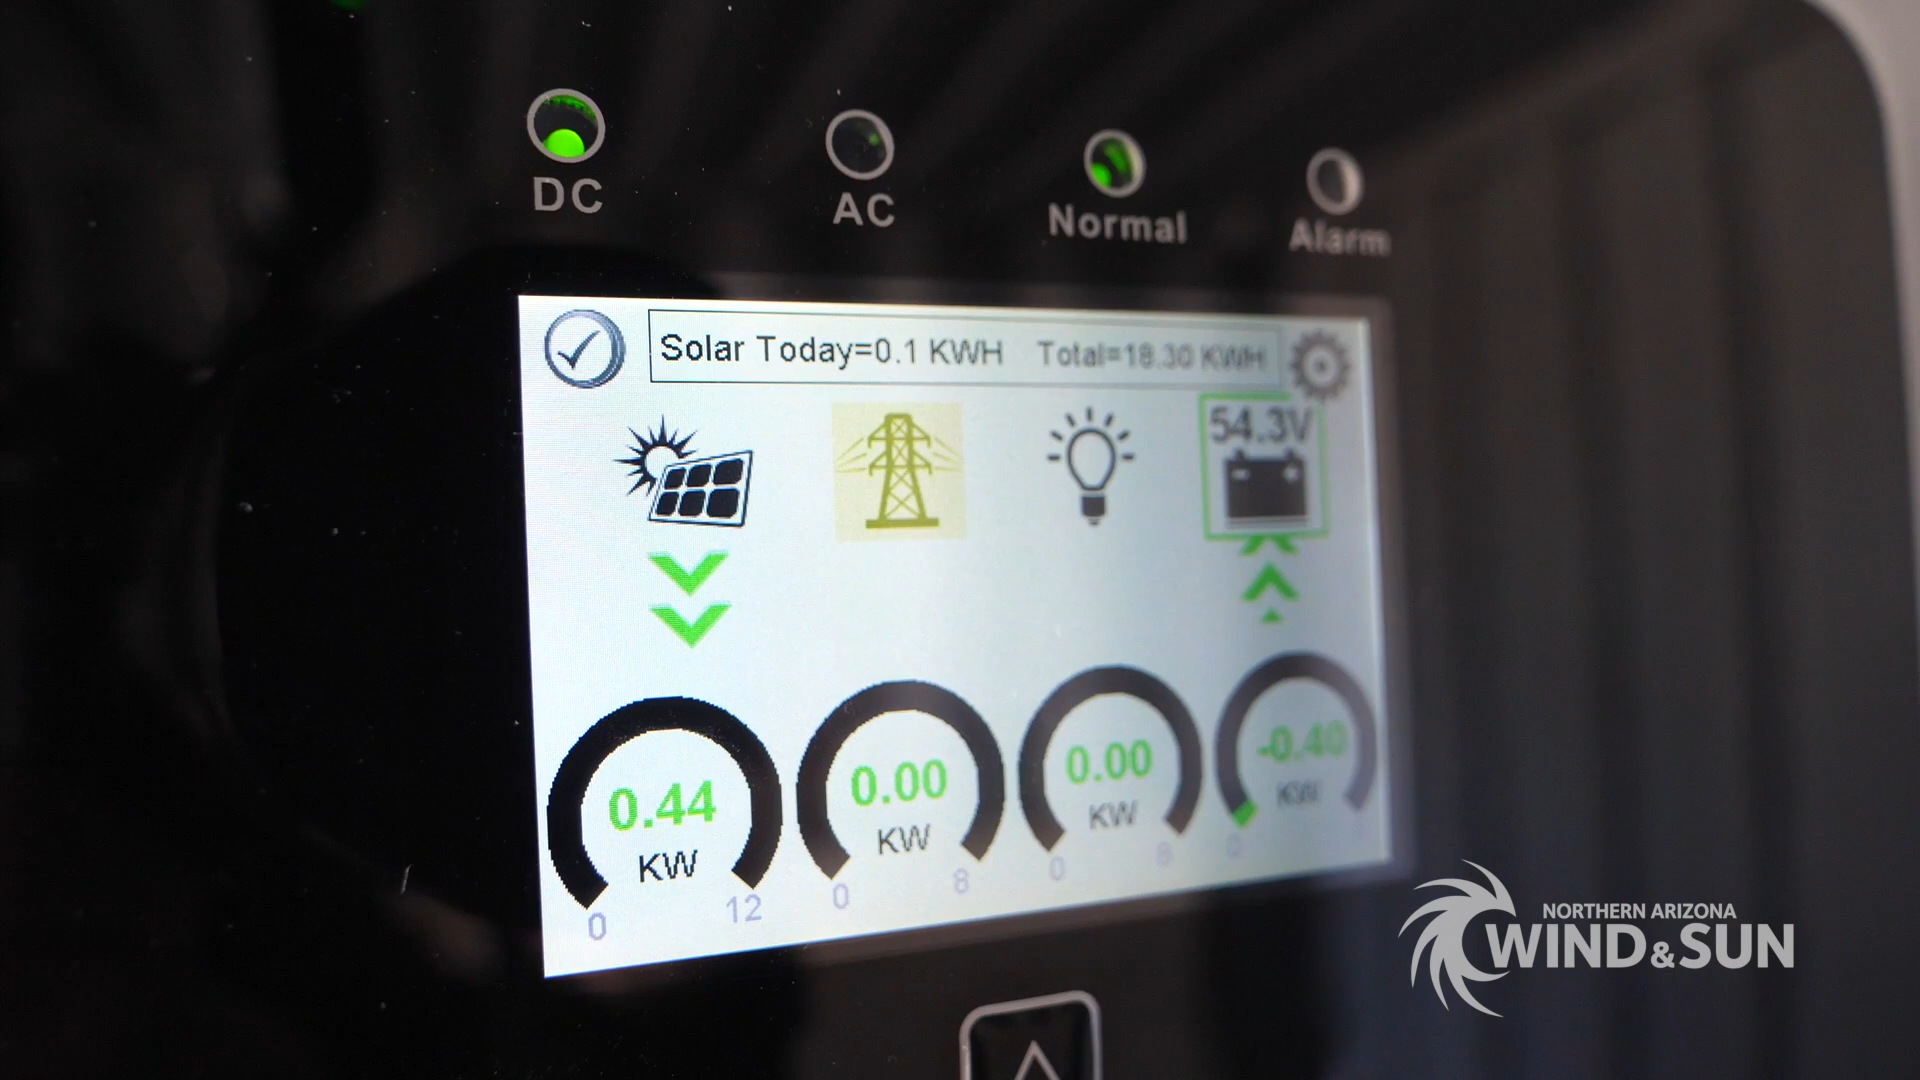 DC
AC
Normal
Alarm
Solar Today=0.1 KWH Total=18.30 KWH
54.3V
0.44
KW
0 12
0.00
KW
0 8
0.00
KW
0 8
-0.40
KW
0
NORTHERN ARIZONA
WIND&SUN